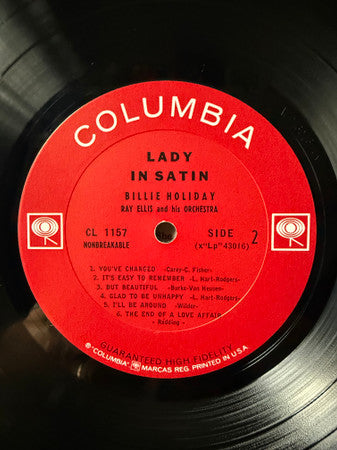 COLUMBIA
LADY
IN SATIN
BILLIE HOLIDAY
RAY ELLIS and his ORCHESTRA
CL 1157
NONBREAKABLE
SIDE 2
(x"Lp"43016)
1. YOU'VE CHANGED -Carey-C. Fisher-
2. IT'S EASY TO REMEMBER -L. Hart-Rodgers-
3. BUT BEAUTIFUL -Burke-Van Heusen-
4. GLAD TO BE UNHAPPY -L. Hart-Rodgers-
5. I'LL BE AROUND -Wilder-
6. THE END OF A LOVE AFFAIR
- Redding -
GUARANTEED HIGH FIDELITY
® "COLUMBIA" MARCAS REG. PRINTED IN U.S.A.